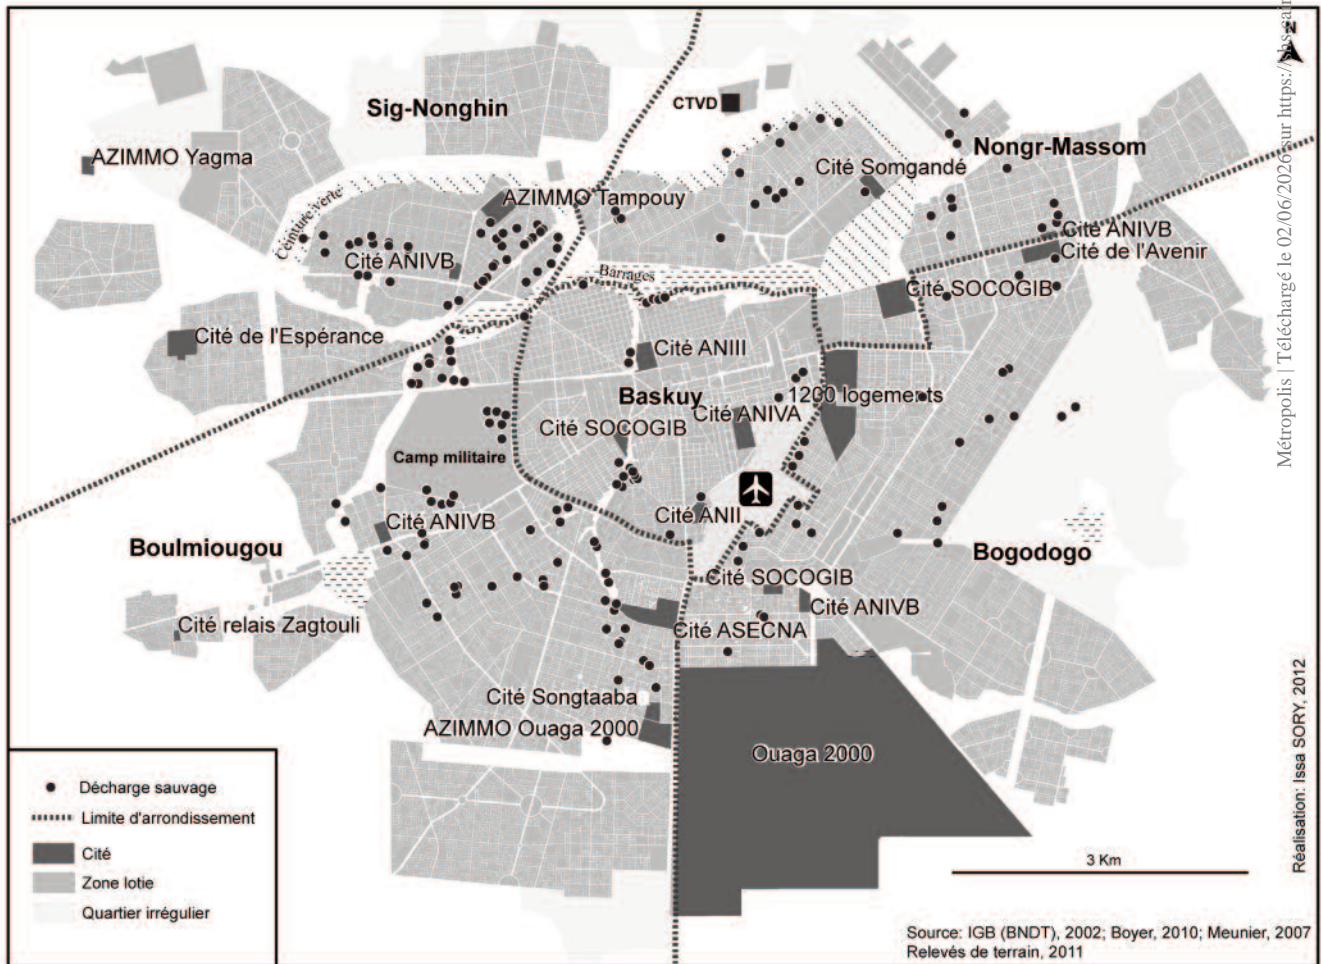 N
Sig-Nonghin
CTVD
Nongr-Massom
AZIMMO Yagma
Cité Somgandé
Ceinture verte
AZIMMO Tampouy
Cité ANIVB
Cité de l'Avenir
Cité ANIVB
Barrages
Cité SOCOGIB
Cité de l'Espérance
Cité ANIII
Baskuy
1200 logements
Cité ANIVA
Cité SOCOGIB
Camp militaire
Cité ANII
Cité ANIVB
Boulmiougou
Bogodogo
Cité SOCOGIB
Cité ANIVB
Cité relais Zagtouli
Cité ASECNA
Cité Songtaaba
AZIMMO Ouaga 2000
Ouaga 2000
Décharge sauvage
Limite d'arrondissement
Cité
Zone lotie
Quartier irrégulier
3 Km
Source: IGB (BNDT), 2002; Boyer, 2010; Meunier, 2007
Relevés de terrain, 2011
Réalisation: Issa SORY, 2012
Métropolis | Téléchargé le 02/06/2026 sur https://shs.cairn